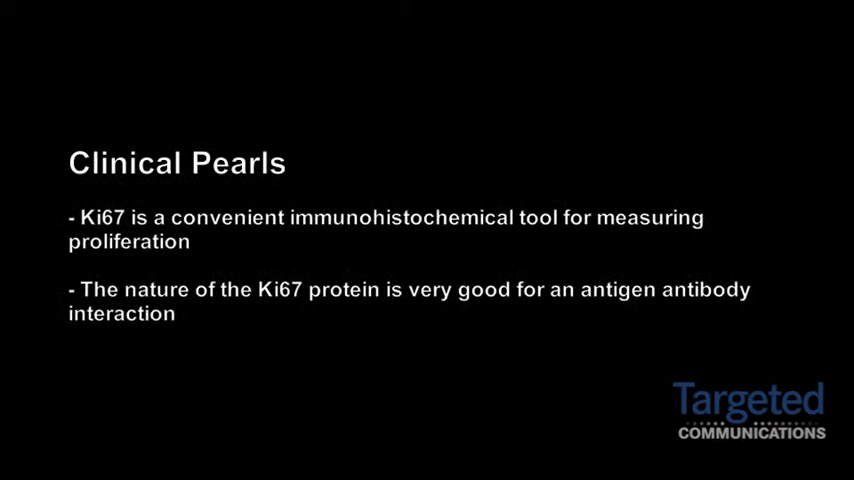 Clinical Pearls
- Ki67 is a convenient immunohistochemical tool for measuring
proliferation
- The nature of the Ki67 protein is very good for an antigen antibody
interaction
Targeted
COMMUNICATIONS